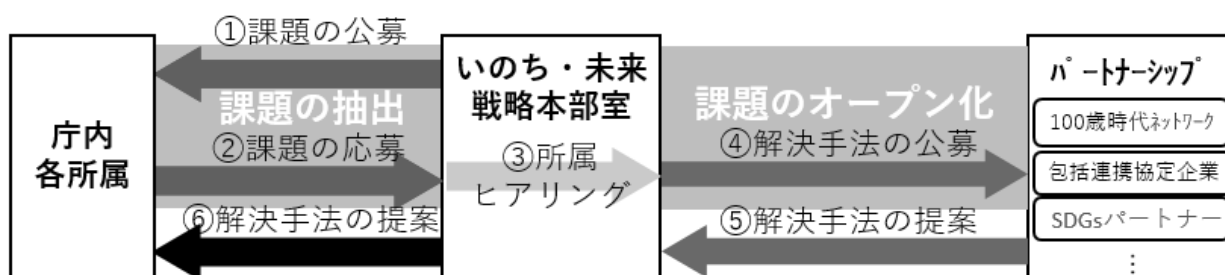 ①課題の公募
いのち・未来
戦略本部室
パートナーシップ
課題の抽出
課題のオープン化
100歳時代ネットワーク
庁内
各所属
②課題の応募
③所属
ヒアリング
④解決手法の公募
包括連携協定企業
⑥解決手法の提案
⑤解決手法の提案
SDGsパートナー
⋮